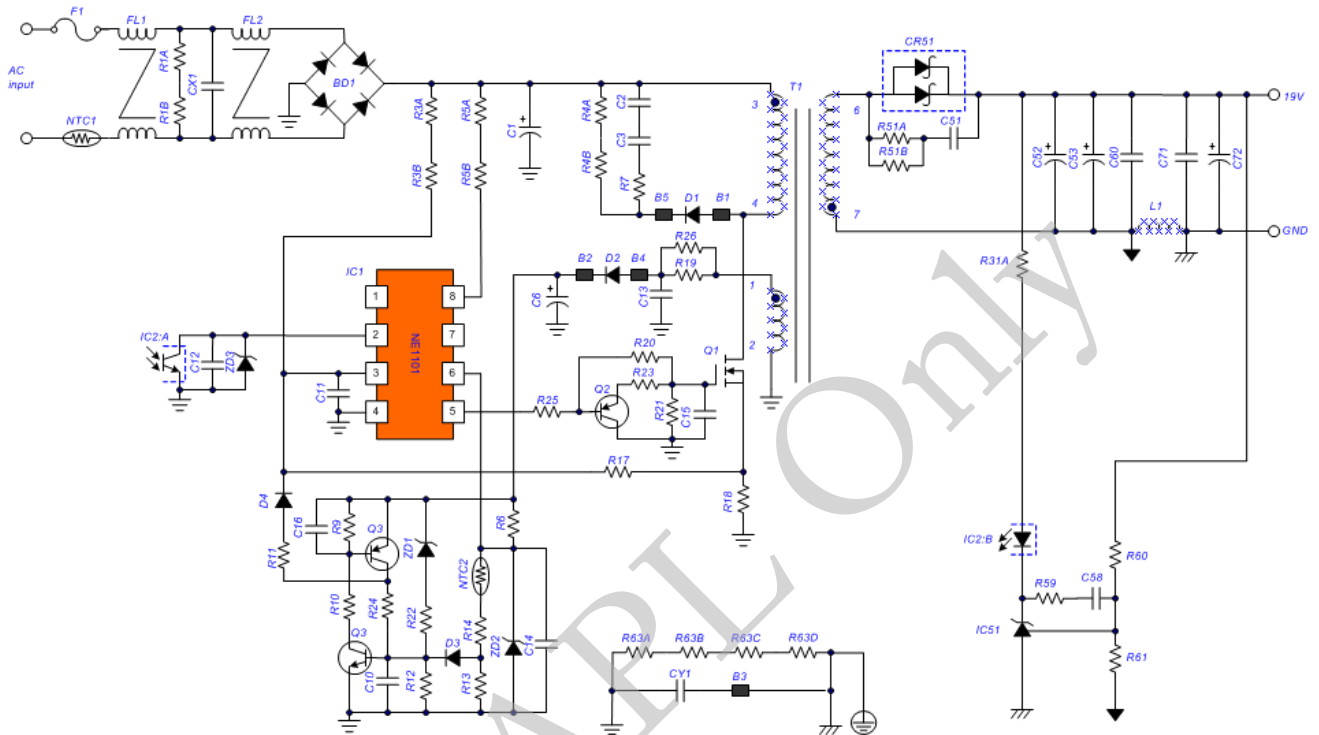 F1
FL1
FL2
CR51
AC
input
R1A
CX1
BD1
T1
R1B
NTC1
R3A
R5A
C1
R4A
C2
3
6
19V
R51A
C51
R51B
C3
R3B
R5B
R4B
R7
C52
C53
C60
C71
C72
B5
D1
B1
4
7
L1
GND
R26
B2
D2
B4
R19
R31A
IC1
C6
C13
1
1
8
2
7
3
6
4
5
NE1101
IC2:A
C12
ZD3
C11
R20
Q1
2
R23
Q2
R25
R21
C15
R17
R18
D4
C16
R9
Q3
ZD1
R6
R11
NTC2
IC2:B
R60
R10
R24
R22
R14
ZD2
C14
R59
C58
Q3
D3
C10
R12
R13
R63A
R63B
R63C
R63D
IC51
R61
CY1
B3
APL Only